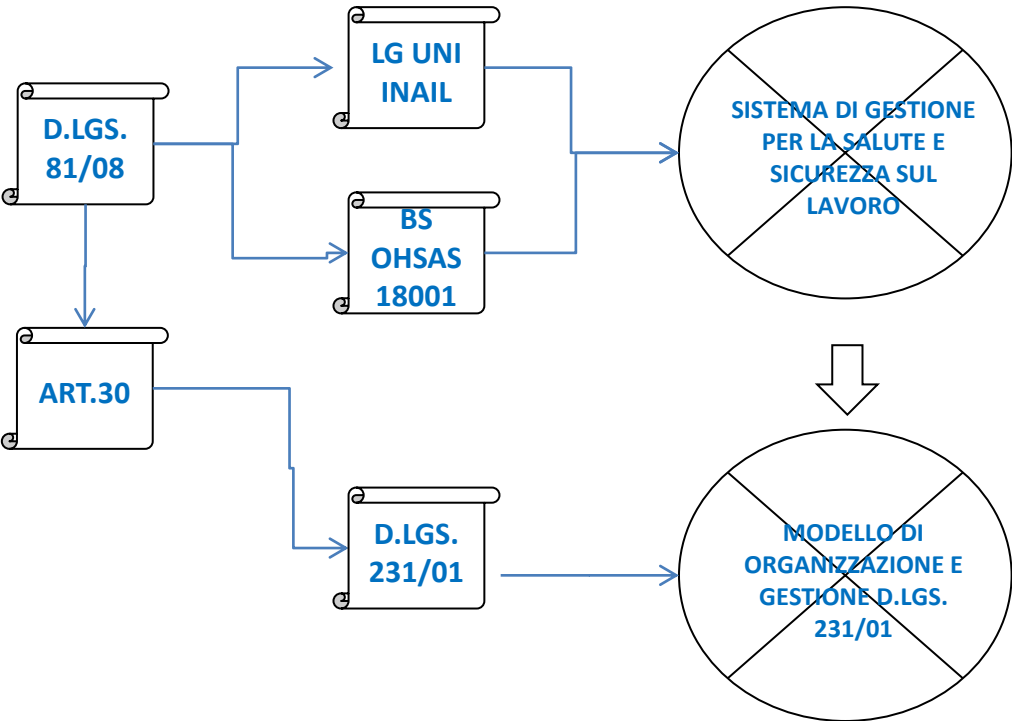 D.LGS.
81/08
LG UNI
INAIL
BS
OHSAS
18001
SISTEMA DI GESTIONE
PER LA SALUTE E
SICUREZZA SUL
LAVORO
ART.30
D.LGS.
231/01
MODELLO DI
ORGANIZZAZIONE E
GESTIONE D.LGS.
231/01